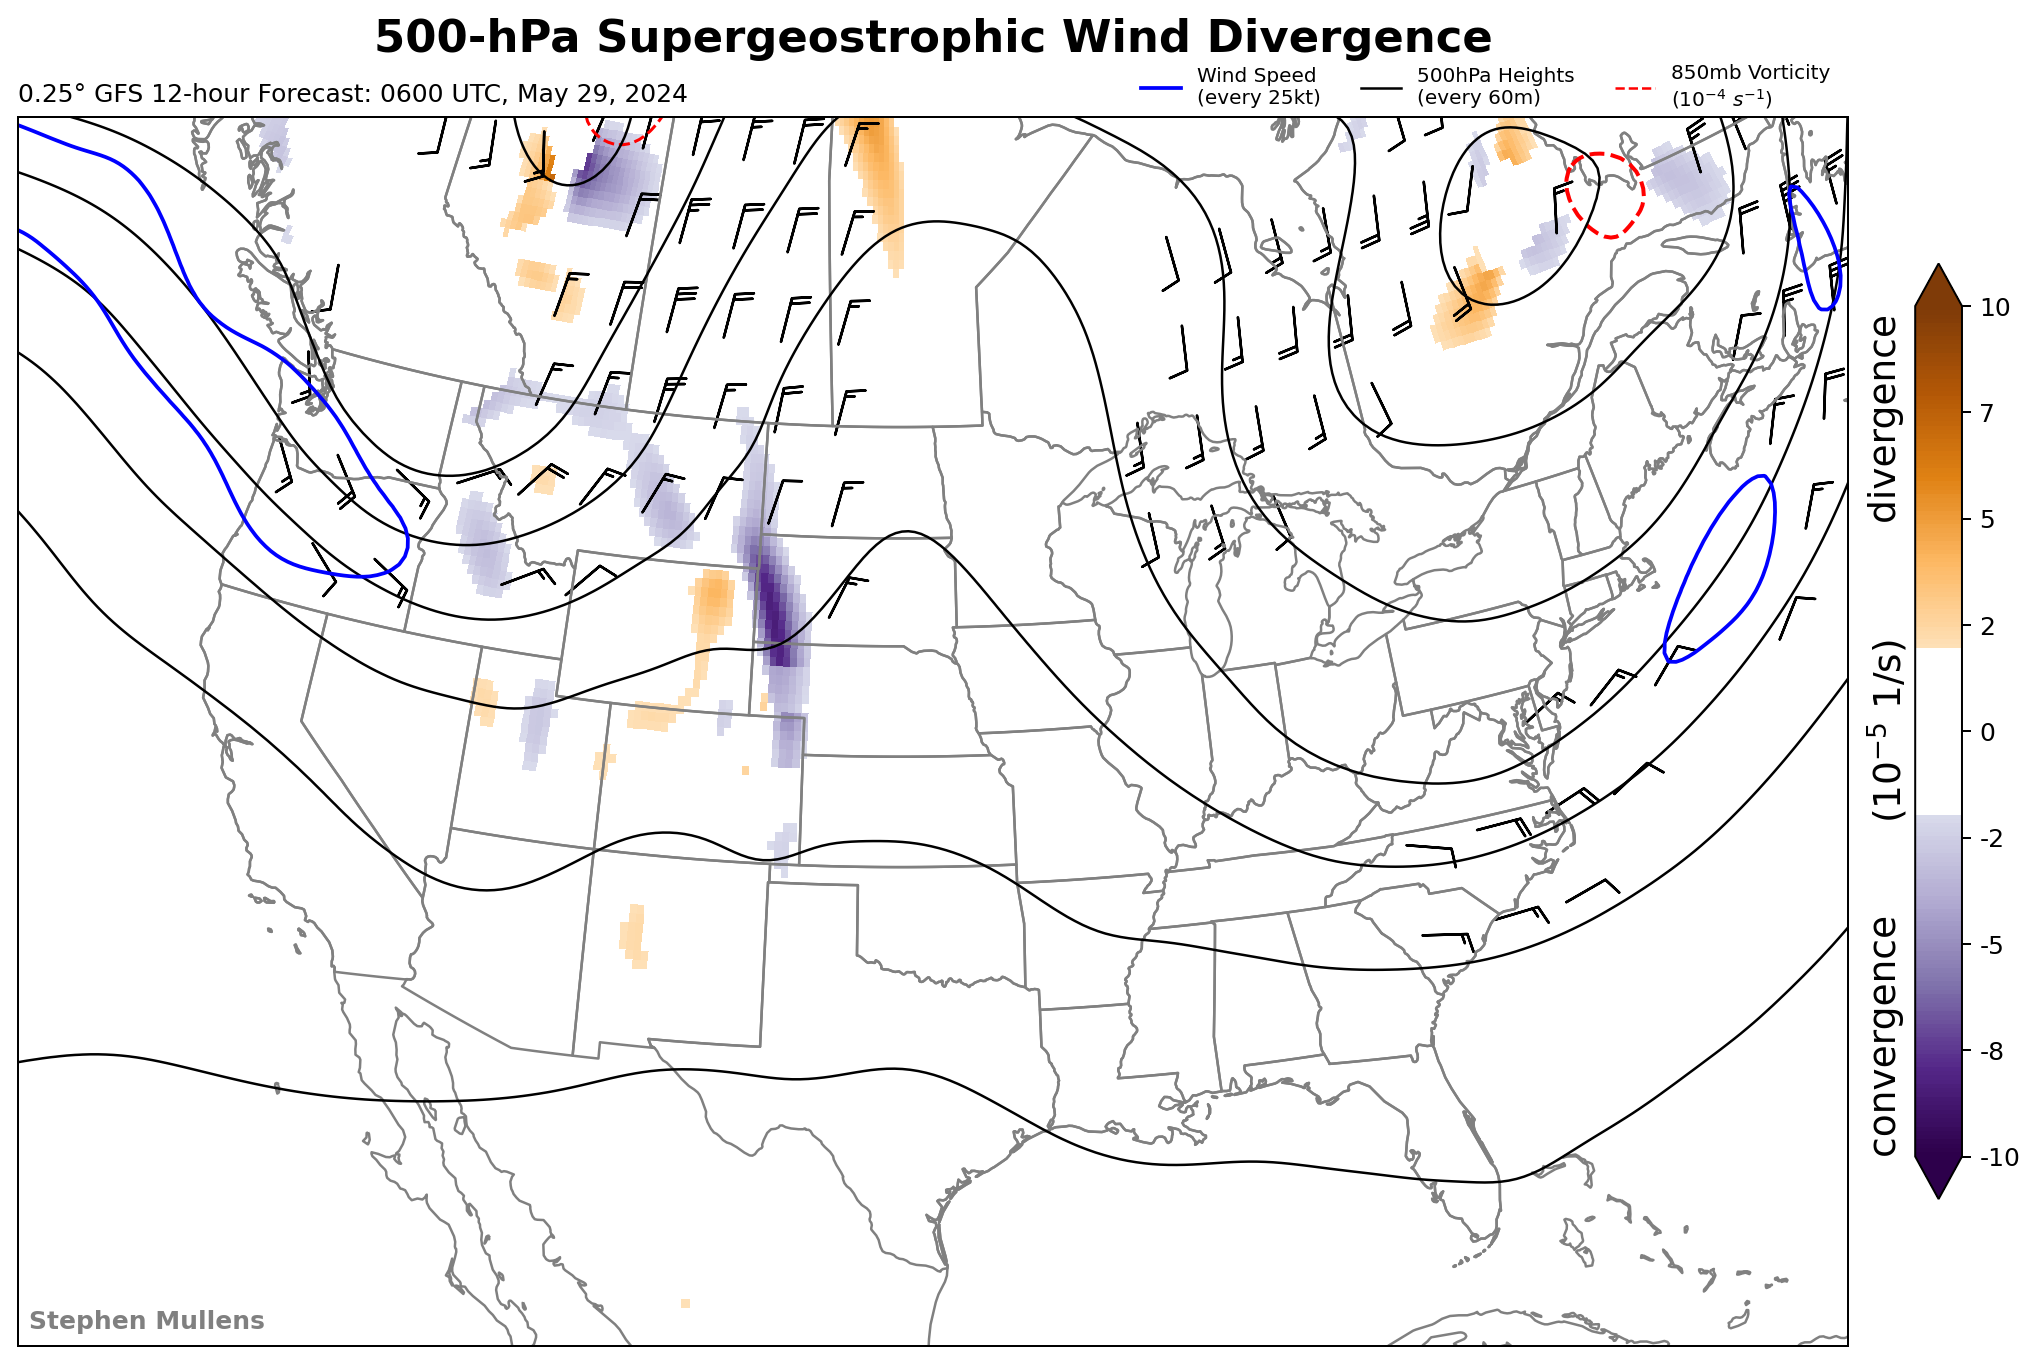 500-hPa Supergeostrophic Wind Divergence
0.25° GFS 12-hour Forecast: 0600 UTC, May 29, 2024
Wind Speed
(every 25kt)
500hPa Heights
(every 60m)
850mb Vorticity
(10⁻⁴ s⁻¹)
10
7
5
2
0
-2
-5
-8
-10
convergence (10⁻⁵ 1/s) divergence
Stephen Mullens